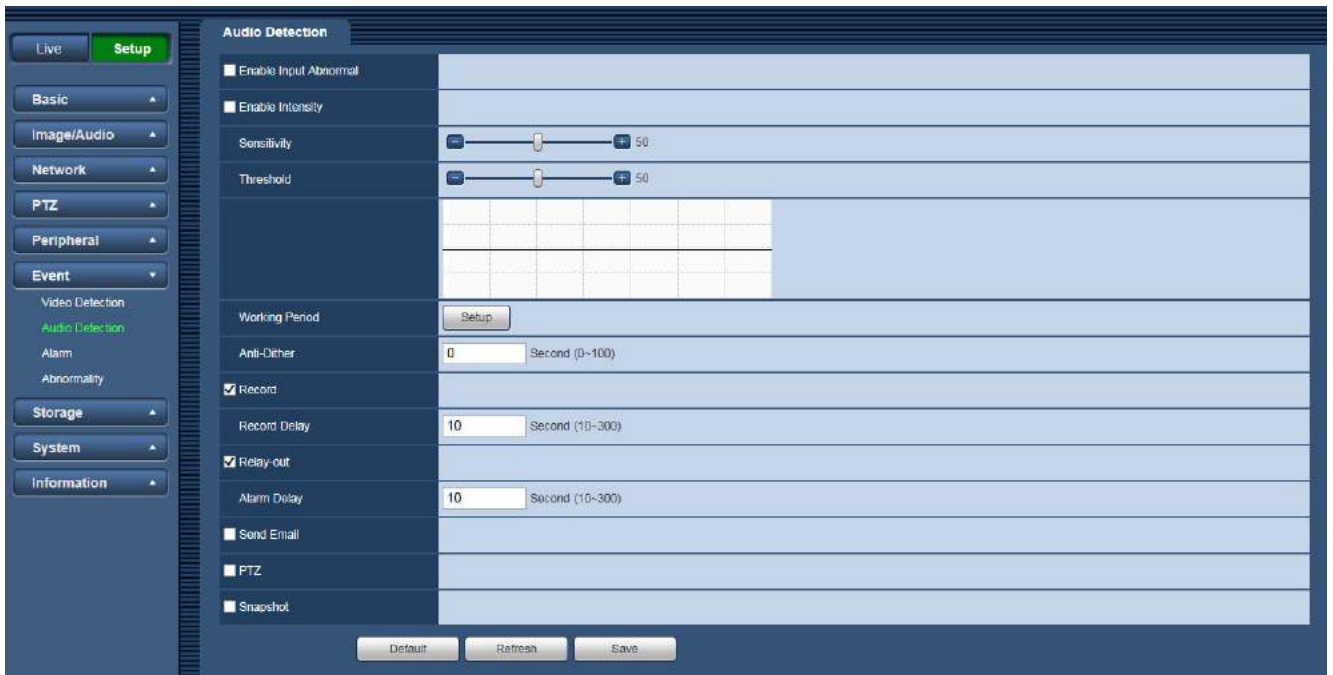 Live Setup
Basic
Image/Audio
Network
PTZ
Peripheral
Event
Video Detection
Audio Detection
Alarm
Abnormality
Storage
System
Information
Audio Detection
Enable Input Abnormal
Enable Intensity
Sensitivity 50
Threshold 50
Working Period Setup
Anti-Dither 0 Second (0~100)
Record
Record Delay 10 Second (10~300)
Relay-out
Alarm Delay 10 Second (10~300)
Send Email
PTZ
Snapshot
Default Refresh Save